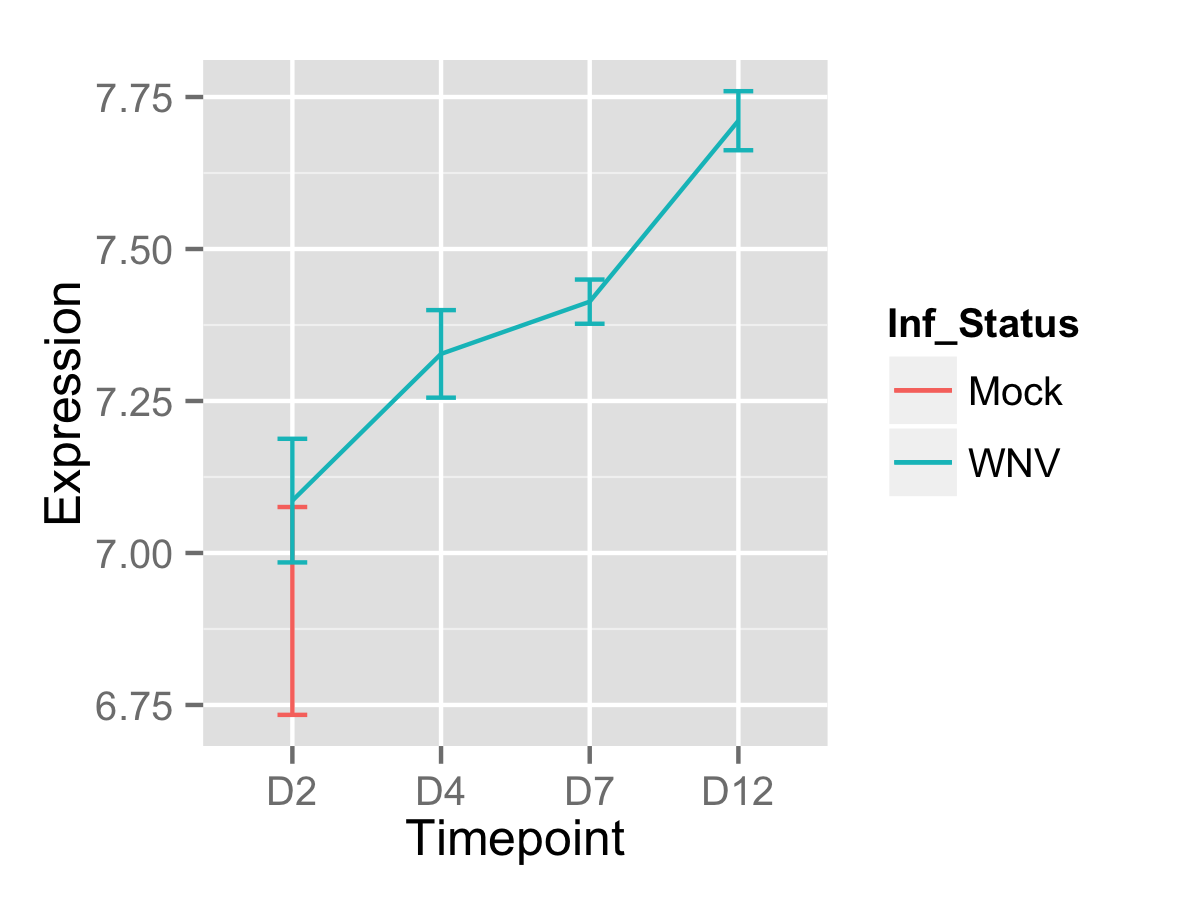 7.75
7.50
7.25
7.00
6.75
Expression
D2 D4 D7 D12
Timepoint
Inf_Status
Mock
WNV